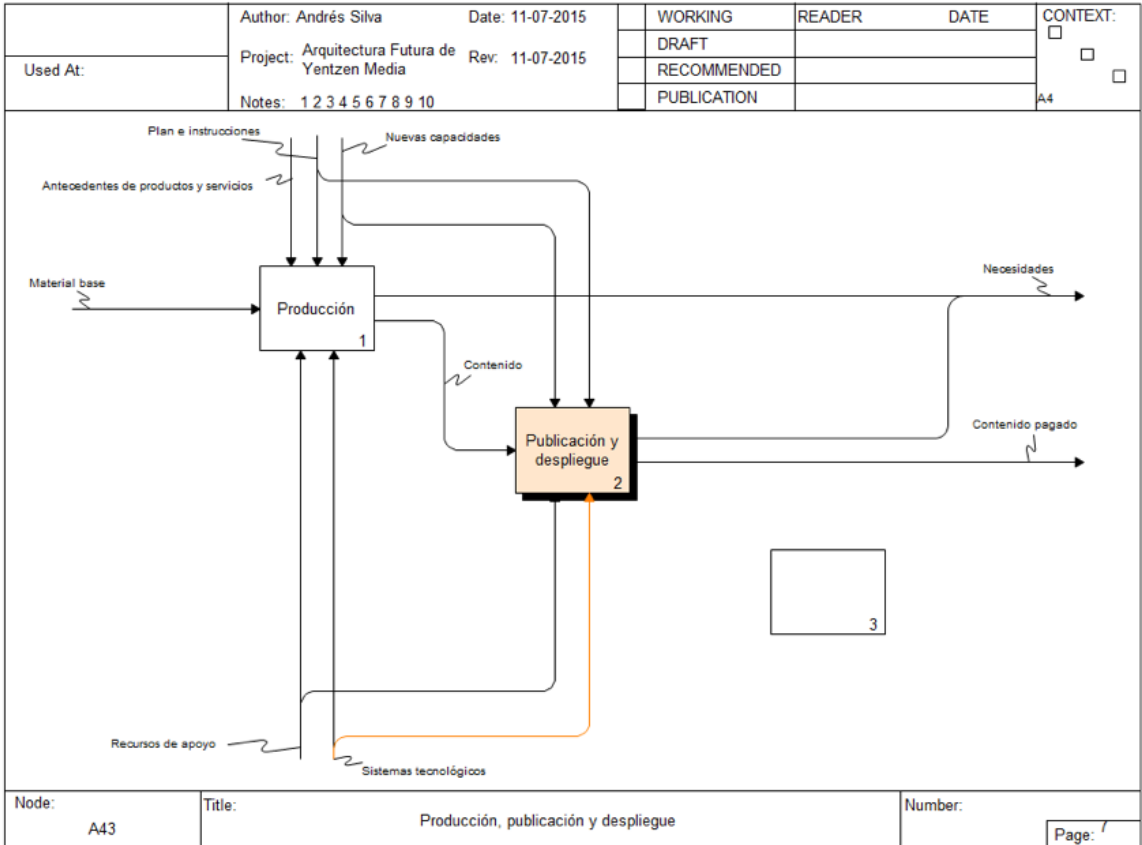 Used At:
Author: Andrés Silva
Date: 11-07-2015
Project: Arquitectura Futura de
Yentzen Media
Rev: 11-07-2015
Notes: 1 2 3 4 5 6 7 8 9 10
WORKING
DRAFT
RECOMMENDED
PUBLICATION
READER
DATE
CONTEXT:
A4
Plan e instrucciones
Nuevas capacidades
Antecedentes de productos y servicios
Material base
Producción
1
Necesidades
Contenido
Contenido pagado
Publicación y
despliegue
2
3
Recursos de apoyo
Sistemas tecnológicos
Node:
A43
Title:
Producción, publicación y despliegue
Number:
Page: